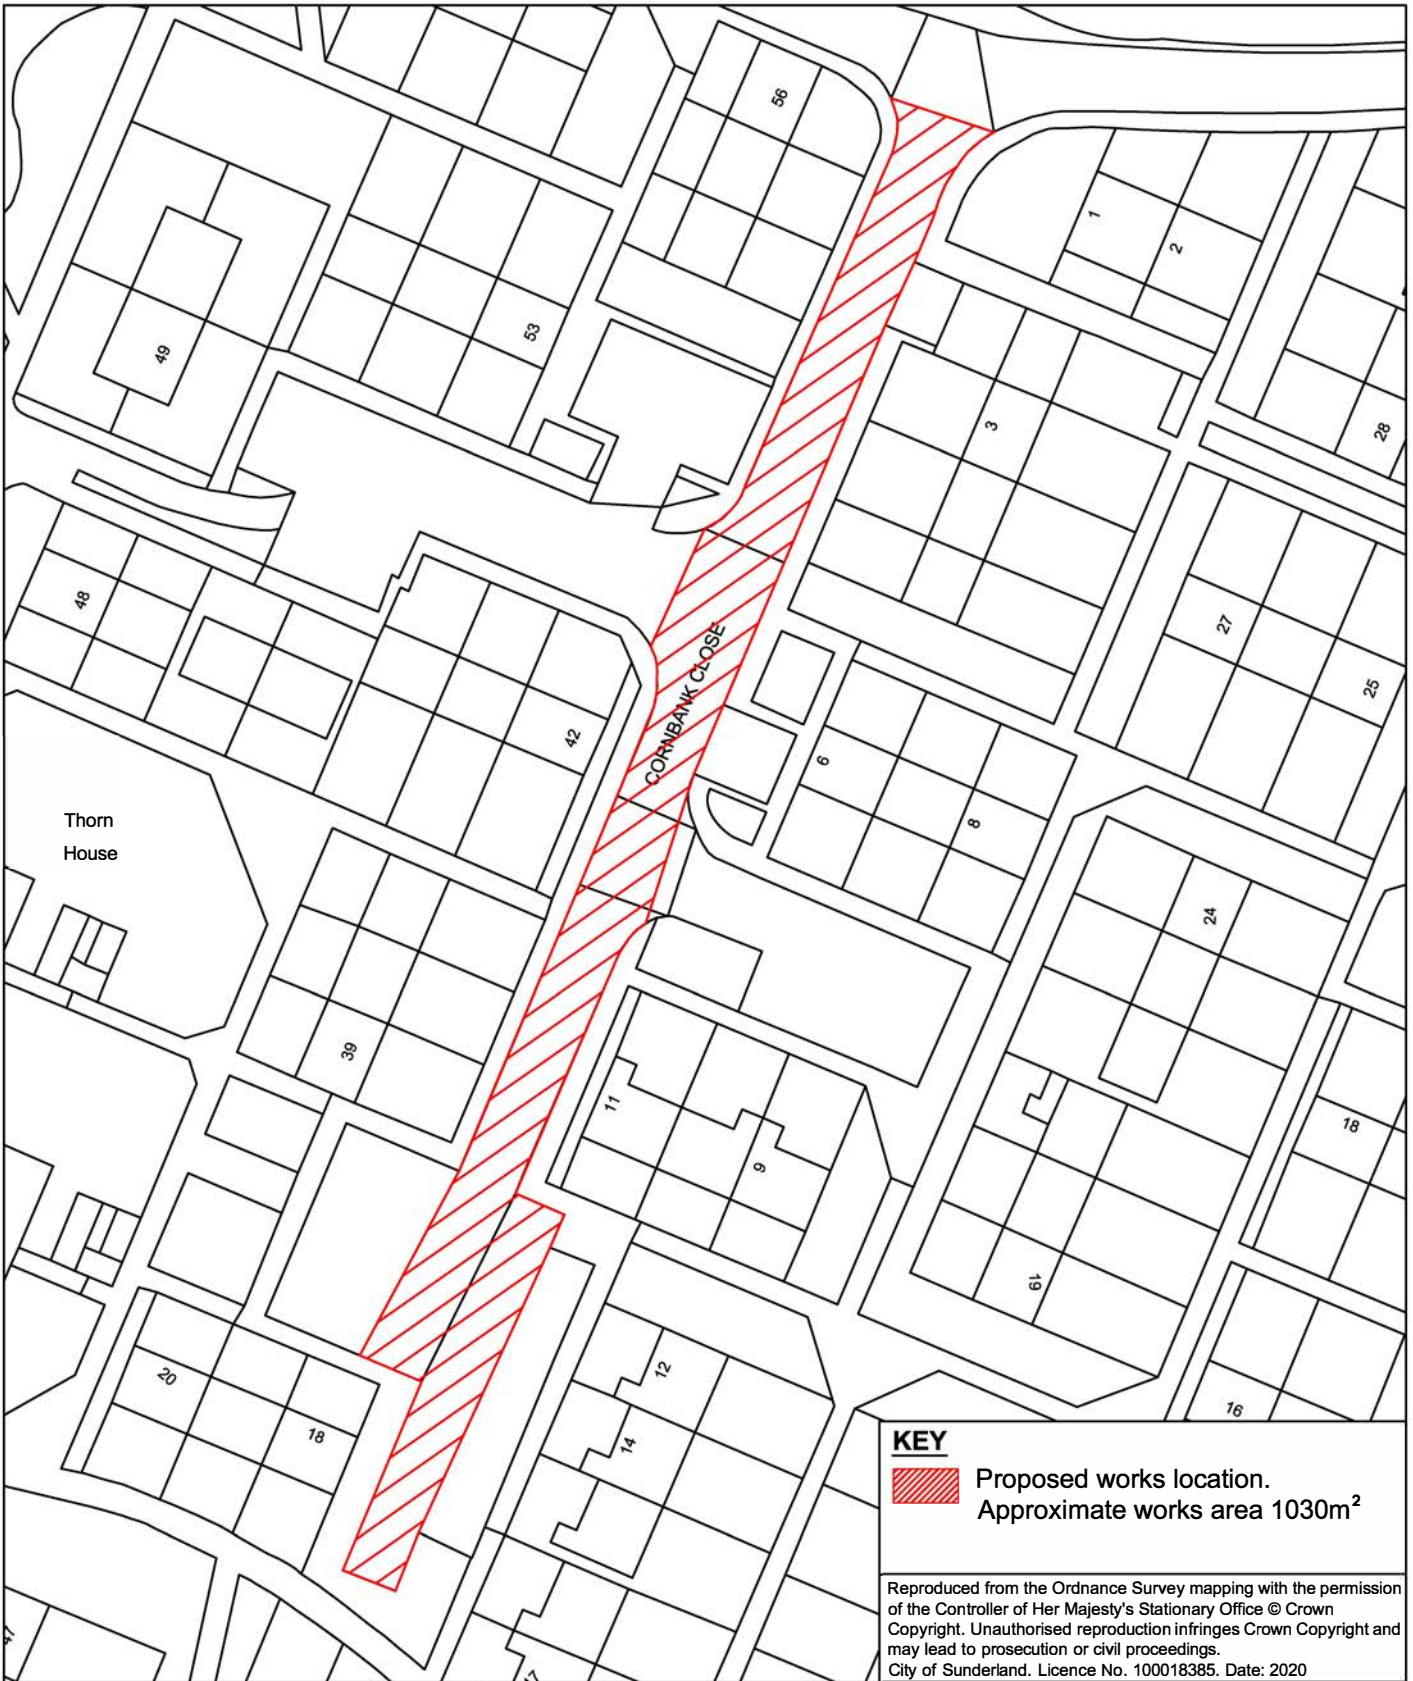 56
1
2
53
49
3
28
48
27
25
CORNBANK CLOSE
42
6
8
Thorn
House
24
39
11
9
18
19
20
12
18
14
16
KEY
Proposed works location.
Approximate works area 1030m²
Reproduced from the Ordnance Survey mapping with the permission
of the Controller of Her Majesty's Stationary Office © Crown
Copyright. Unauthorised reproduction infringes Crown Copyright and
may lead to prosecution or civil proceedings.
City of Sunderland. Licence No. 100018385. Date: 2020